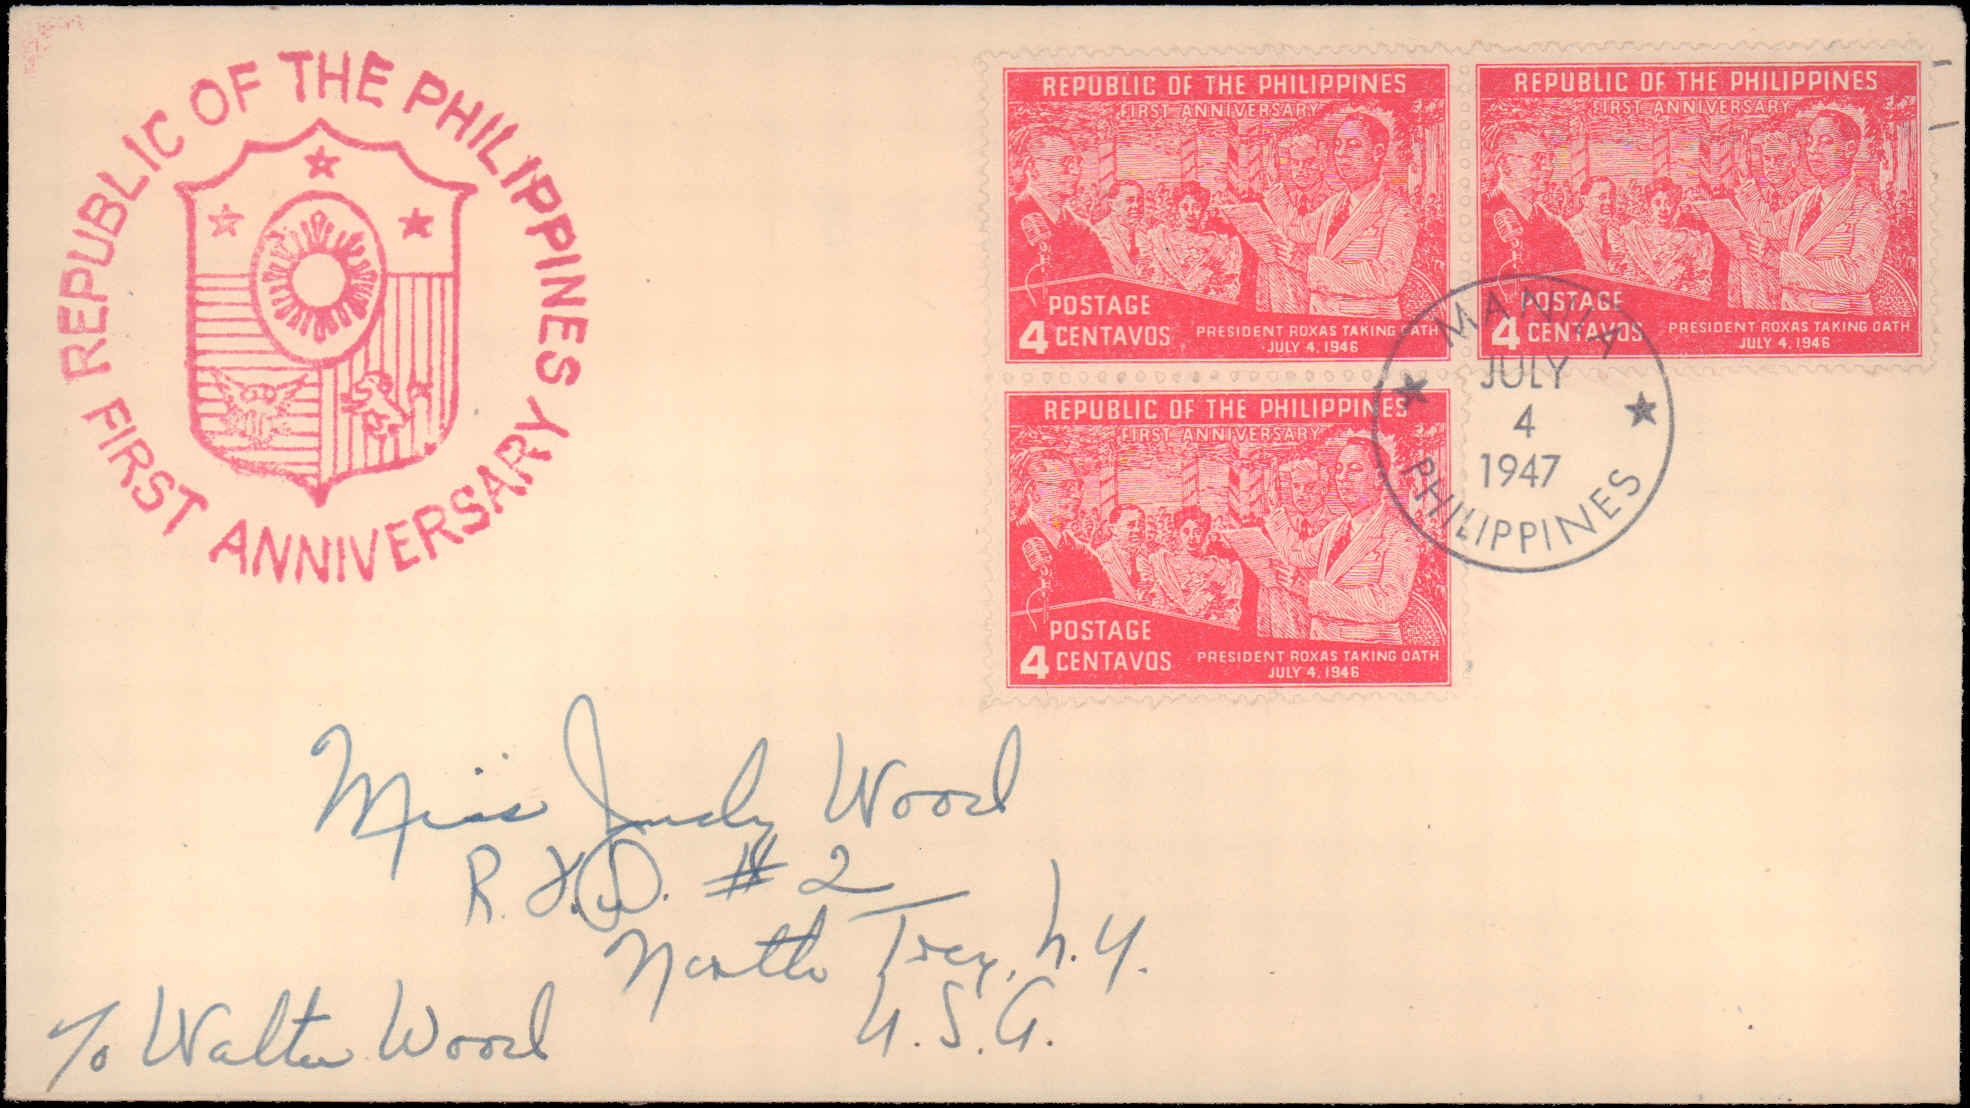 REPUBLIC OF THE PHILIPPINES
FIRST ANNIVERSARY
REPUBLIC OF THE PHILIPPINES
FIRST ANNIVERSARY
POSTAGE
4 CENTAVOS
PRESIDENT ROXAS TAKING OATH
JULY 4, 1946
REPUBLIC OF THE PHILIPPINES
FIRST ANNIVERSARY
POSTAGE
4 CENTAVOS
PRESIDENT ROXAS TAKING OATH
JULY 4, 1946
REPUBLIC OF THE PHILIPPINES
FIRST ANNIVERSARY
POSTAGE
4 CENTAVOS
PRESIDENT ROXAS TAKING OATH
JULY 4, 1946
MANILA
JULY
4
1947
PHILIPPINES
Miss Judy Wood
R.F.D. #2
North Troy, N.Y.
U.S.A.
c/o Walter Wood